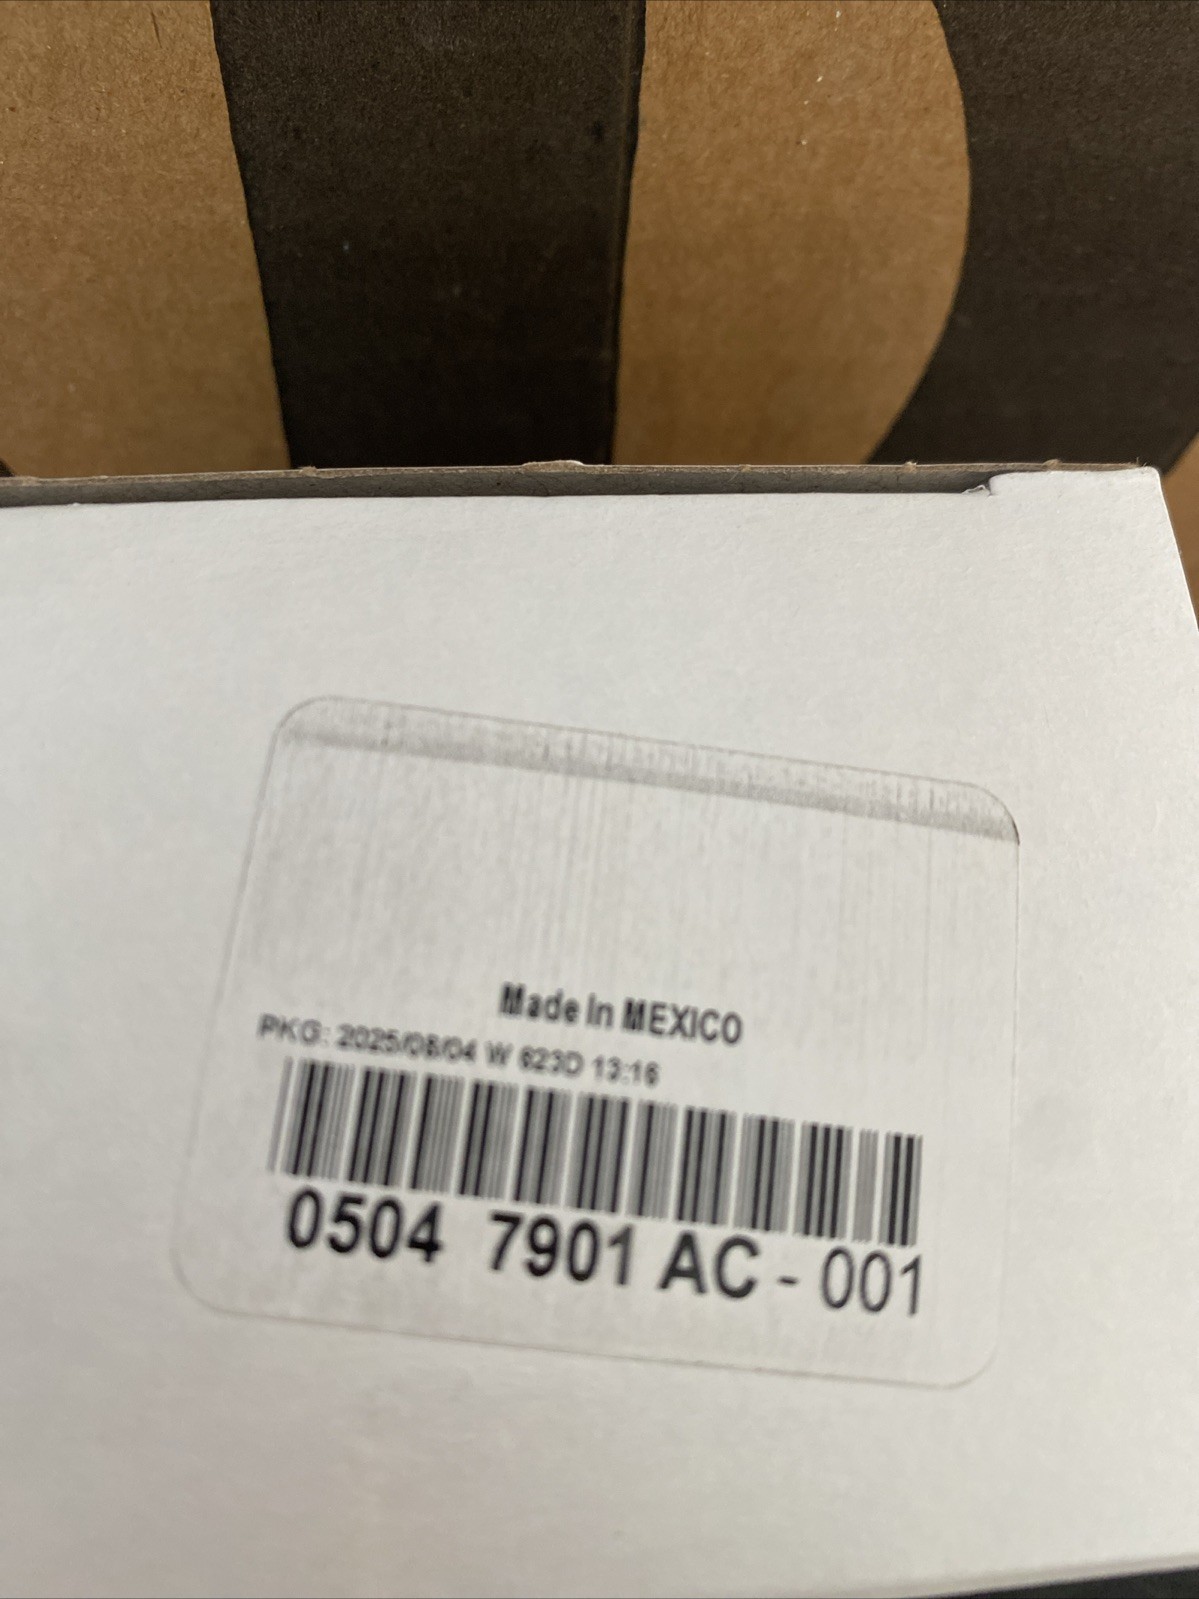 Made In MEXICO
PKG: 2025/08/04 W 623D 13:16
0504 7901 AC - 001